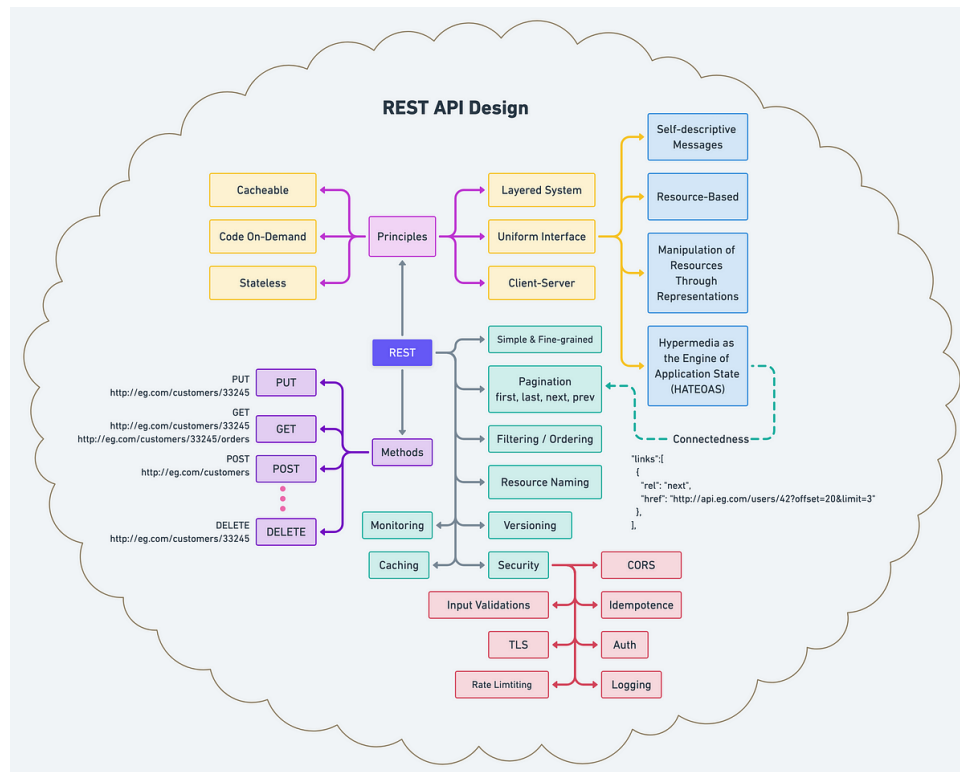 REST API Design
Cacheable
Code On-Demand
Stateless
Principles
Layered System
Uniform Interface
Client-Server
Self-descriptive
Messages
Resource-Based
Manipulation of
Resources
Through
Representations
Hypermedia as
the Engine of
Application State
(HATEOAS)
REST
Simple & Fine-grained
Pagination
first, last, next, prev
Filtering / Ordering
Resource Naming
Monitoring
Versioning
Caching
Security
Connectedness
"links":[
{
"rel": "next",
"href": "http://api.eg.com/users/42?offset=20&limit=3"
},
],
Methods
PUT
http://eg.com/customers/33245
PUT
GET
http://eg.com/customers/33245
http://eg.com/customers/33245/orders
GET
POST
http://eg.com/customers
POST
DELETE
http://eg.com/customers/33245
DELETE
CORS
Input Validations
Idempotence
TLS
Auth
Rate Limtiting
Logging